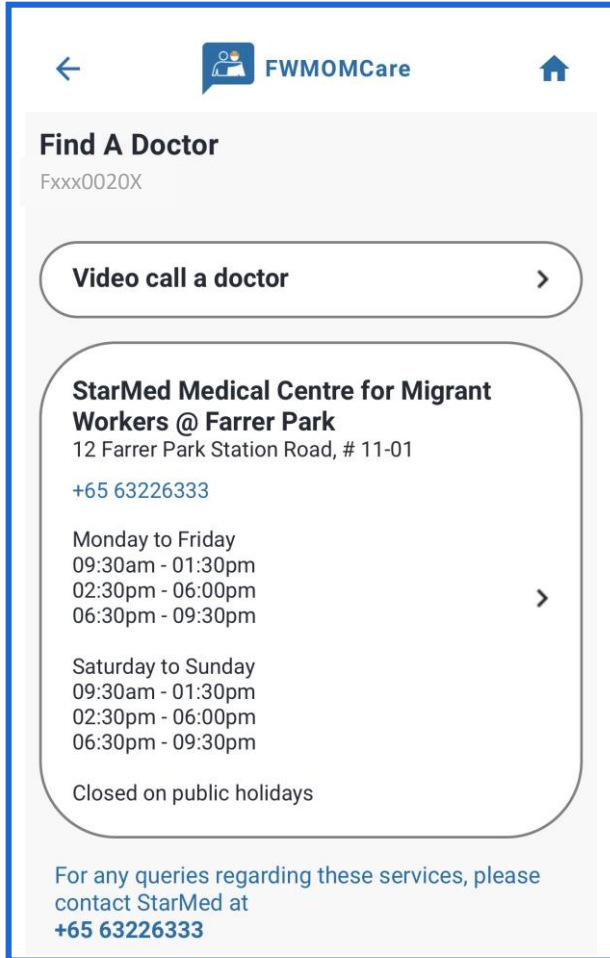 FWMOMCare
Find A Doctor
Fxxx0020X
Video call a doctor
StarMed Medical Centre for Migrant
Workers @ Farrer Park
12 Farrer Park Station Road, # 11-01
+65 63226333
Monday to Friday
09:30am - 01:30pm
02:30pm - 06:00pm
06:30pm - 09:30pm
Saturday to Sunday
09:30am - 01:30pm
02:30pm - 06:00pm
06:30pm - 09:30pm
Closed on public holidays
For any queries regarding these services, please
contact StarMed at
+65 63226333